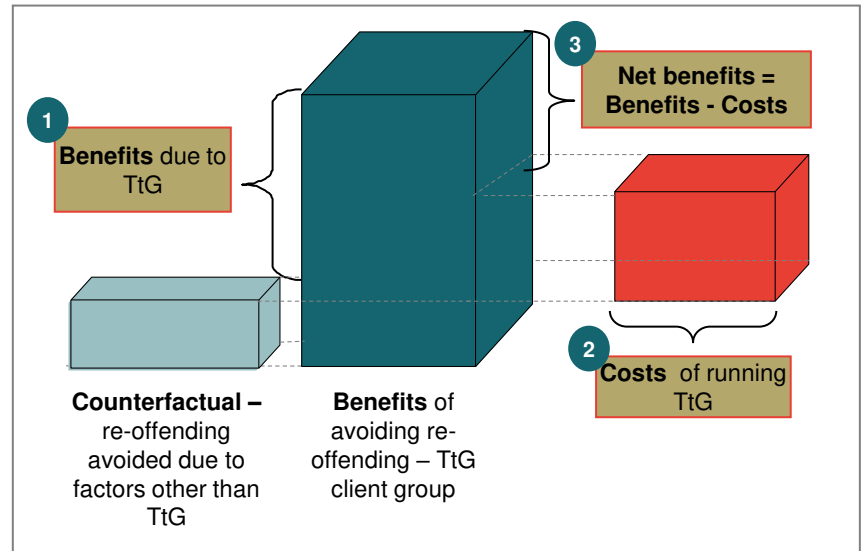 1
Benefits due to
TtG
3
Net benefits =
Benefits - Costs
2
Costs of running
TtG
Counterfactual –
re-offending
avoided due to
factors other than
TtG
Benefits of
avoiding re-
offending – TtG
client group